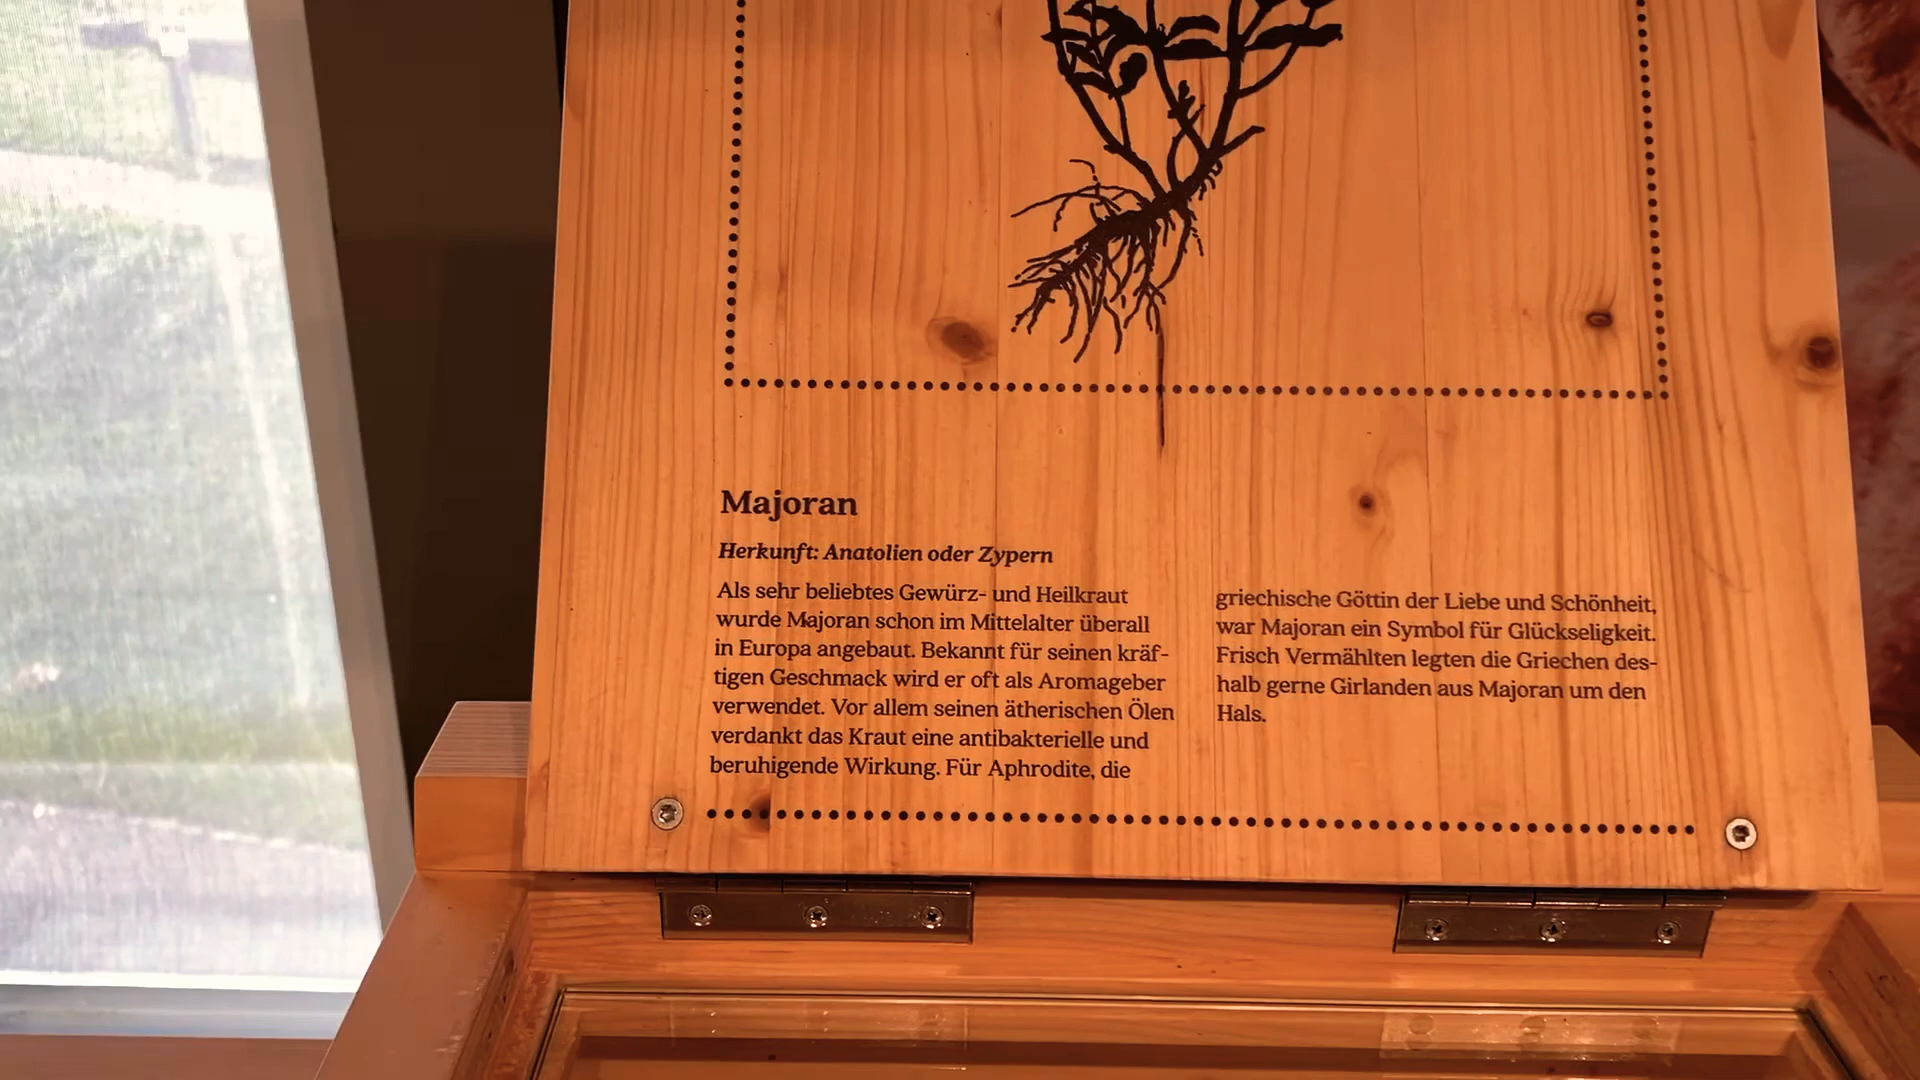 Majoran
Herkunft: Anatolien oder Zypern
Als sehr beliebtes Gewürz- und Heilkraut
wurde Majoran schon im Mittelalter überall
in Europa angebaut. Bekannt für seinen kräf-
tigen Geschmack wird er oft als Aromageber
verwendet. Vor allem seinen ätherischen Ölen
verdankt das Kraut eine antibakterielle und
beruhigende Wirkung. Für Aphrodite, die
griechische Göttin der Liebe und Schönheit,
war Majoran ein Symbol für Glückseligkeit.
Frisch Vermählten legten die Griechen des-
halb gerne Girlanden aus Majoran um den
Hals.